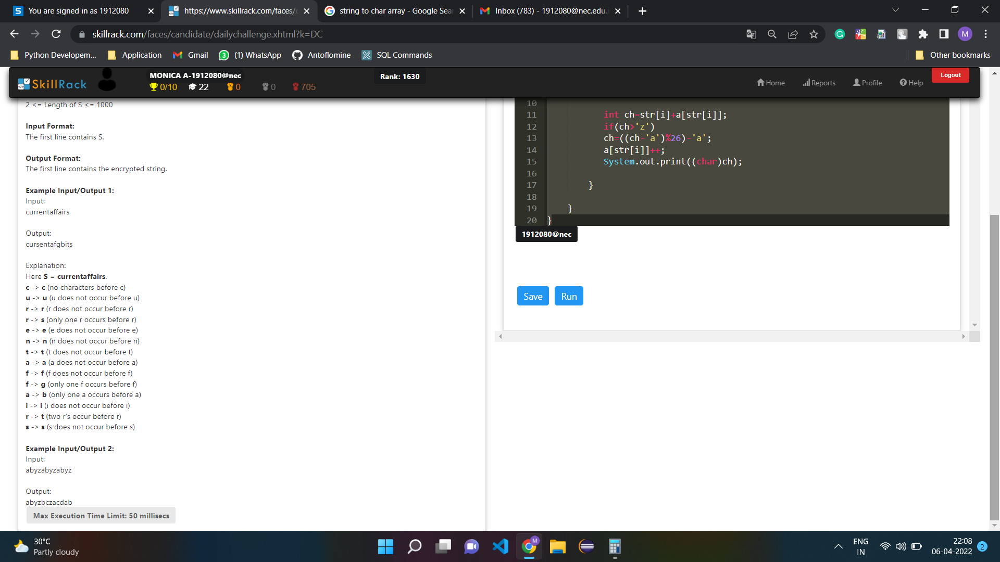 You are signed in as 1912080
https://www.skillrack.com/faces/c
string to char array - Google Sear
Inbox (783) - 1912080@nec.edu.i
skillrack.com/faces/candidate/dailychallenge.xhtml?k=DC
Python Developem...
Application
Gmail
(1) WhatsApp
Antoflomine
SQL Commands
Other bookmarks
SkillRack
MONICA A-1912080@nec
0/10 22 0 0 705
Rank: 1630
Home
Reports
Profile
Help
Logout
2 <= Length of S <= 1000
Input Format:
The first line contains S.
Output Format:
The first line contains the encrypted string.
Example Input/Output 1:
Input:
currentaffairs
Output:
cursentafgbits
Explanation:
Here S = currentaffairs.
c -> c (no characters before c)
u -> u (u does not occur before u)
r -> r (r does not occur before r)
r -> s (only one r occurs before r)
e -> e (e does not occur before e)
n -> n (n does not occur before n)
t -> t (t does not occur before t)
a -> a (a does not occur before a)
f -> f (f does not occur before f)
f -> g (only one f occurs before f)
a -> b (only one a occurs before a)
i -> i (i does not occur before i)
r -> t (two r's occur before r)
s -> s (s does not occur before s)
Example Input/Output 2:
Input:
abyzabyzabyz
Output:
abyzbczacdab
Max Execution Time Limit: 50 millisecs
10
11 int ch=str[i]+a[str[i]];
12 if(ch>'z')
13 ch=((ch-'a')%26)-'a';
14 a[str[i]]++;
15 System.out.print((char)ch);
16
17 }
18
19 }
20 }
1912080@nec
Save
Run
30°C
Partly cloudy
ENG
IN
22:08
06-04-2022
2